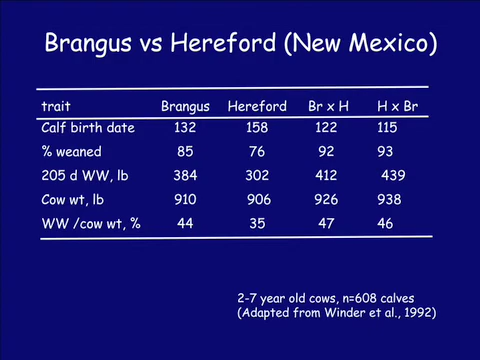 Brangus vs Hereford (New Mexico)
trait Brangus Hereford Br x H H x Br
Calf birth date 132 158 122 115
% weaned 85 76 92 93
205 d WW, lb 384 302 412 439
Cow wt, lb 910 906 926 938
WW /cow wt, % 44 35 47 46
2-7 year old cows, n=608 calves
(Adapted from Winder et al., 1992)